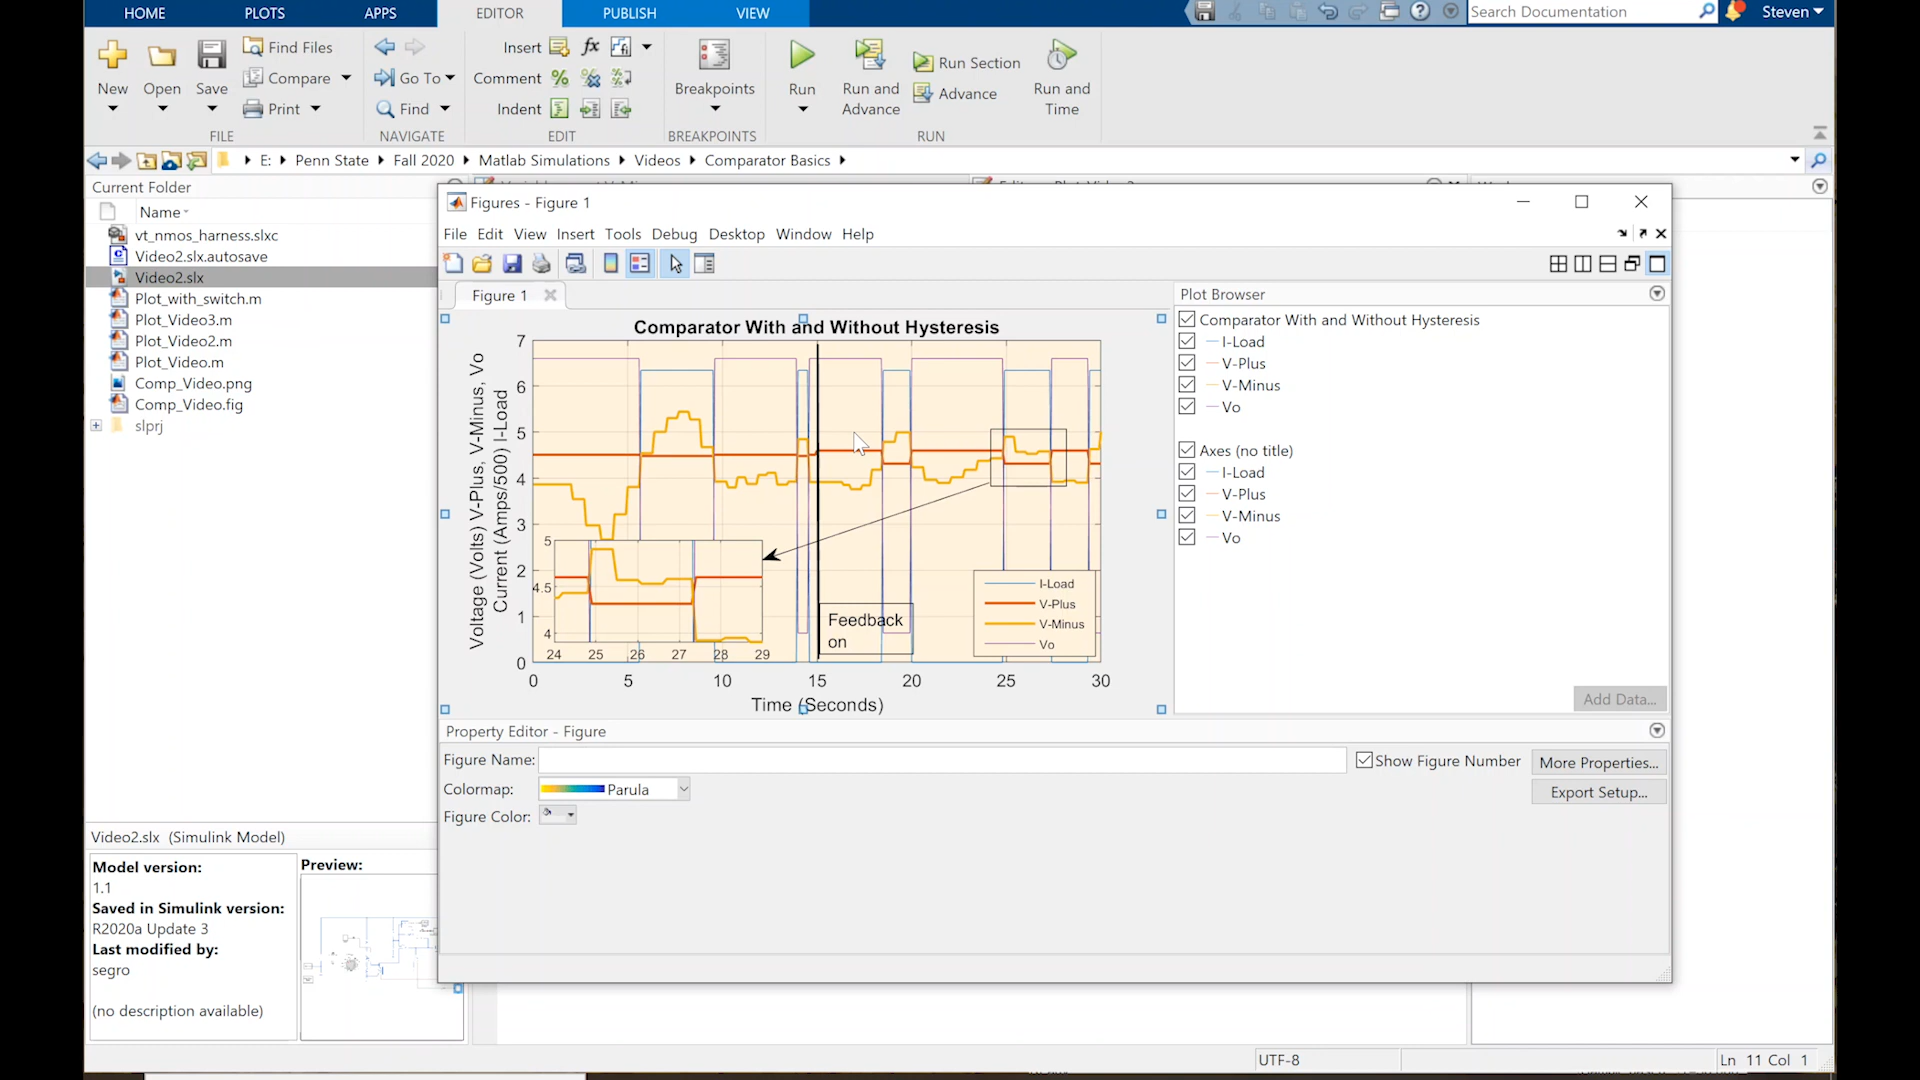 HOME PLOTS APPS EDITOR PUBLISH VIEW Search Documentation Steven
Find Files Insert fx Run Section
Compare Go To Comment Advance
New Open Save Print Find Indent Breakpoints Run Run and Advance Run and Time
FILE NAVIGATE EDIT BREAKPOINTS RUN
E: Penn State Fall 2020 Matlab Simulations Videos Comparator Basics
Current Folder
Name
vt_nmos_harness.slxc
Video2.slx.autosave
Video2.slx
Plot_with_switch.m
Plot_Video3.m
Plot_Video2.m
Plot_Video.m
Comp_Video.png
Comp_Video.fig
slprj
Figures - Figure 1
File Edit View Insert Tools Debug Desktop Window Help
Figure 1
Comparator With and Without Hysteresis
Voltage (Volts) V-Plus, V-Minus, Vo
Current (Amps/500) I-Load
7
6
5
4
3
2
1
0
0 5 10 15 20 25 30
Time (Seconds)
5
4.5
4
24 25 26 27 28 29
Feedback
on
I-Load
V-Plus
V-Minus
Vo
Plot Browser
Comparator With and Without Hysteresis
I-Load
V-Plus
V-Minus
Vo
Axes (no title)
I-Load
V-Plus
V-Minus
Vo
Add Data...
Property Editor - Figure
Figure Name: Show Figure Number More Properties...
Colormap: Parula Export Setup...
Figure Color:
Video2.slx (Simulink Model)
Model version:
1.1
Saved in Simulink version:
R2020a Update 3
Last modified by:
segro
(no description available)
Preview:
UTF-8 Ln 11 Col 1